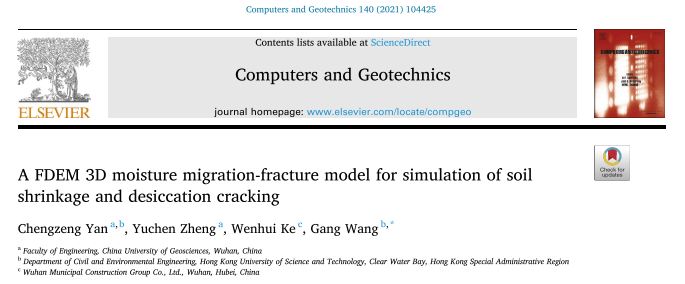 Computers and Geotechnics 140 (2021) 104425
Contents lists available at ScienceDirect
Computers and Geotechnics
journal homepage: www.elsevier.com/locate/compgeo
ELSEVIER
Check for
updates
A FDEM 3D moisture migration-fracture model for simulation of soil
shrinkage and desiccation cracking
Chengzeng Yan a,b, Yuchen Zheng a, Wenhui Ke c, Gang Wang b,*
a Faculty of Engineering, China University of Geosciences, Wuhan, China
b Department of Civil and Environmental Engineering, Hong Kong University of Science and Technology, Clear Water Bay, Hong Kong Special Administrative Region
c Wuhan Municipal Construction Group Co., Ltd., Wuhan, Hubei, China